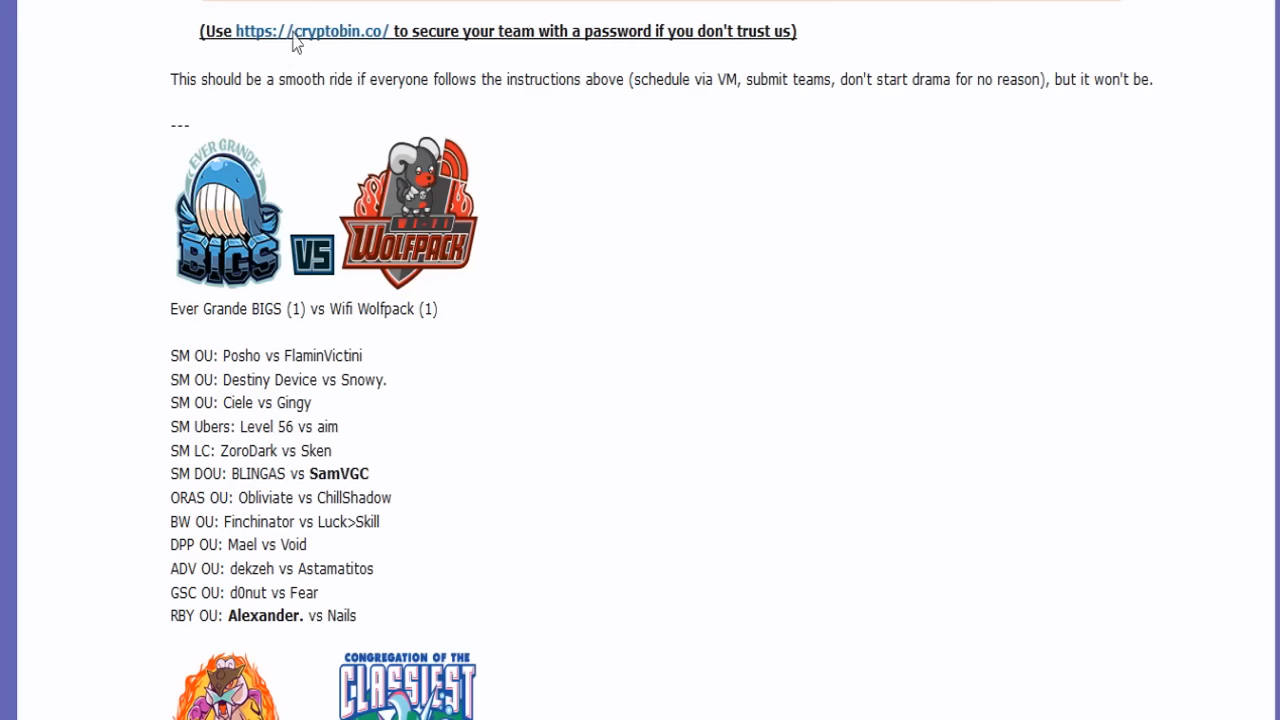 (Use https://cryptobin.co/ to secure your team with a password if you don't trust us)
This should be a smooth ride if everyone follows the instructions above (schedule via VM, submit teams, don't start drama for no reason), but it won't be.
---
EVER GRANDE
BIGS
VS
WI-FI
WOLFPACK
Ever Grande BIGS (1) vs Wifi Wolfpack (1)
SM OU: Posho vs FlaminVictini
SM OU: Destiny Device vs Snowy.
SM OU: Ciele vs Gingy
SM Ubers: Level 56 vs aim
SM LC: ZoroDark vs Sken
SM DOU: BLINGAS vs SamVGC
ORAS OU: Obliviate vs ChillShadow
BW OU: Finchinator vs Luck>Skill
DPP OU: Mael vs Void
ADV OU: dekzeh vs Astamatitos
GSC OU: d0nut vs Fear
RBY OU: Alexander. vs Nails
CONGREGATION OF THE
CLASSIEST